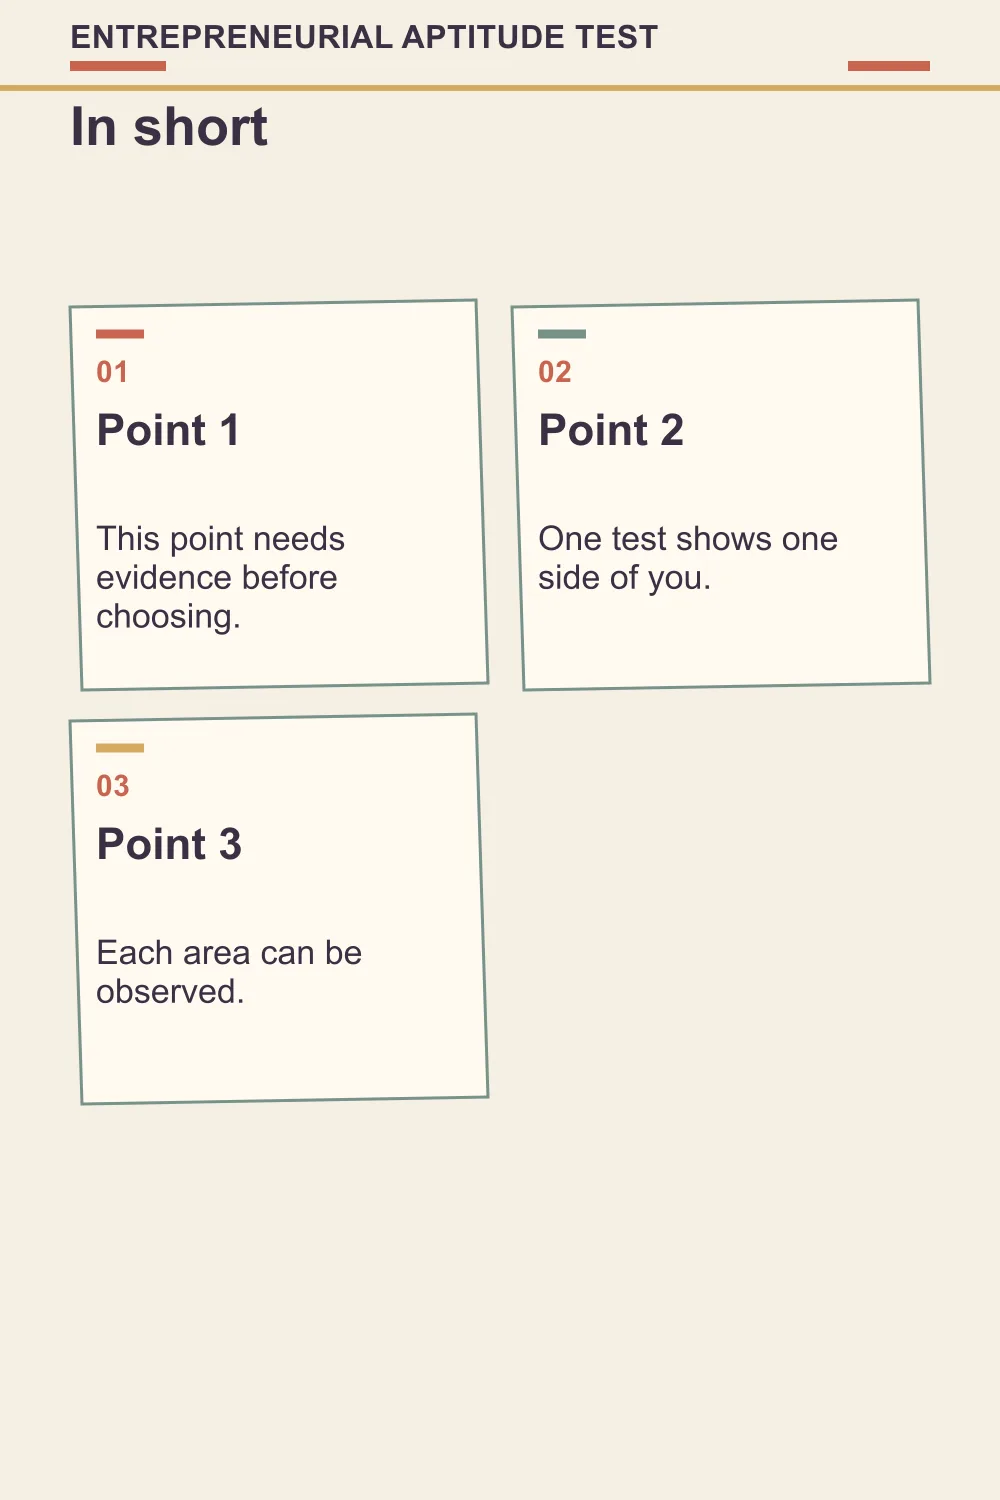 ENTREPRENEURIAL APTITUDE TEST
In short
01
Point 1
This point needs
evidence before
choosing.
02
Point 2
One test shows one
side of you.
03
Point 3
Each area can be
observed.